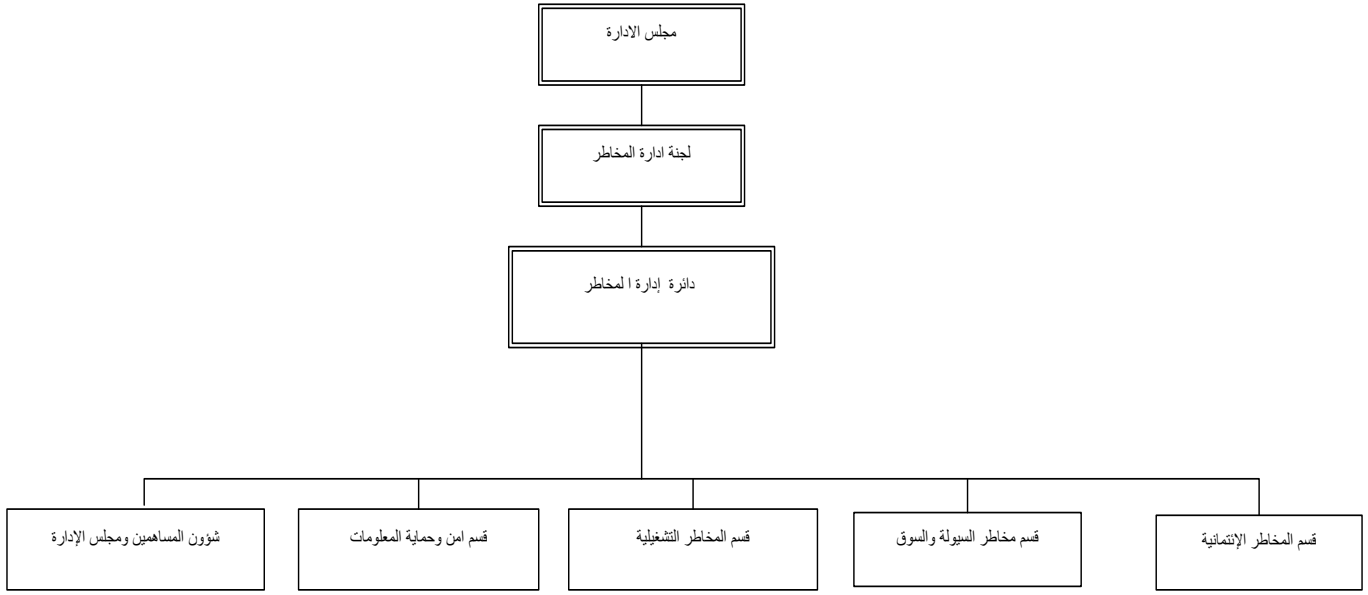 مجلس الادارة
لجنة ادارة المخاطر
دائرة إدارة ا لمخاطر
قسم المخاطر الإئتمانية
قسم مخاطر السيولة والسوق
قسم المخاطر التشغيلية
قسم امن وحماية المعلومات
شؤون المساهمين ومجلس الإدارة